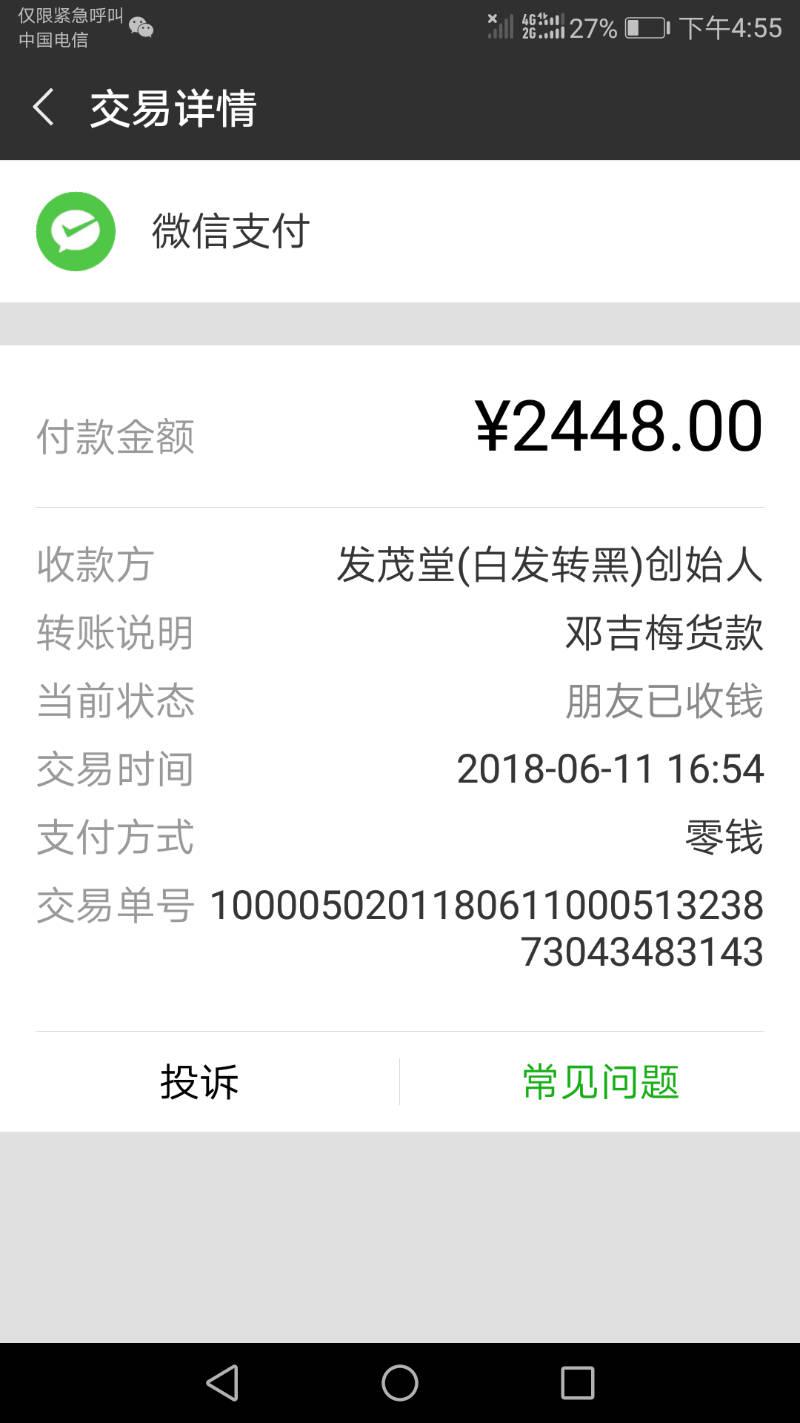 仅限紧急呼叫
中国电信
4G 2G 27% 下午4:55
交易详情
微信支付
付款金额 ¥2448.00
收款方 发茂堂(白发转黑)创始人
转账说明 邓吉梅货款
当前状态 朋友已收钱
交易时间 2018-06-11 16:54
支付方式 零钱
交易单号 1000050201180611000513238
73043483143
投诉 常见问题